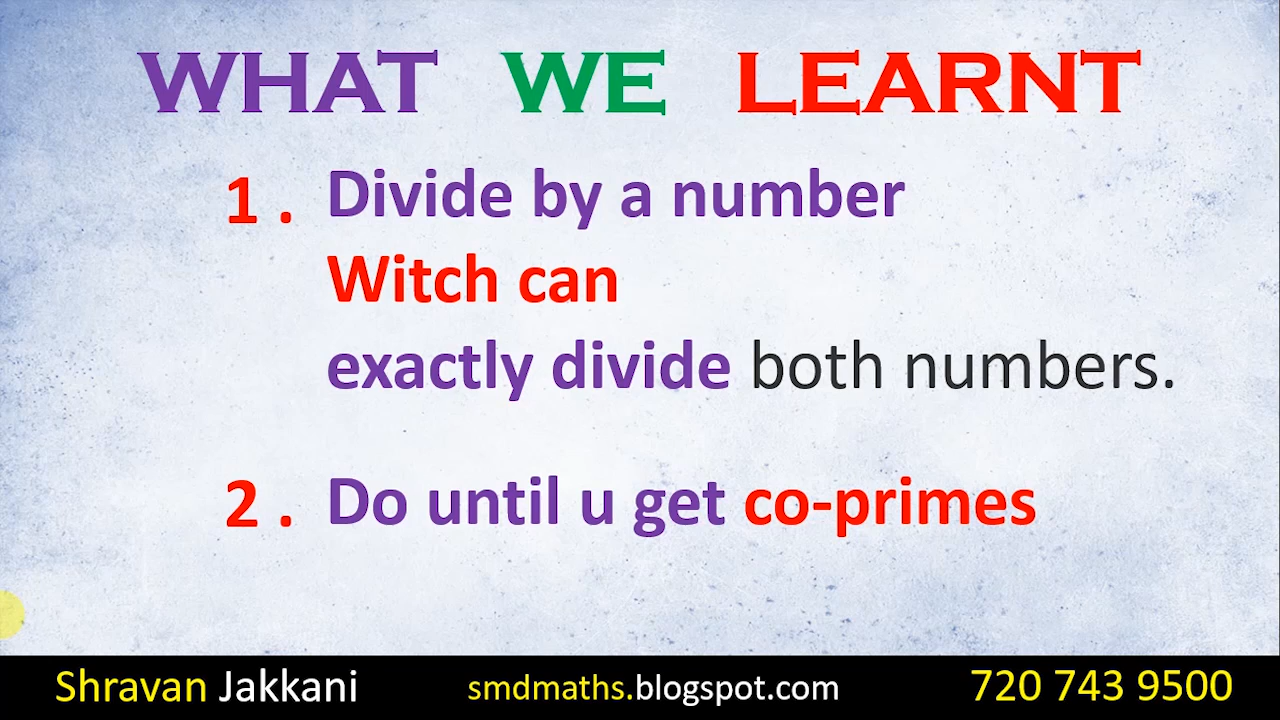 WHAT WE LEARNT
1 . Divide by a number
Witch can
exactly divide both numbers.
2 . Do until u get co-primes
Shravan Jakkani smdmaths.blogspot.com 720 743 9500